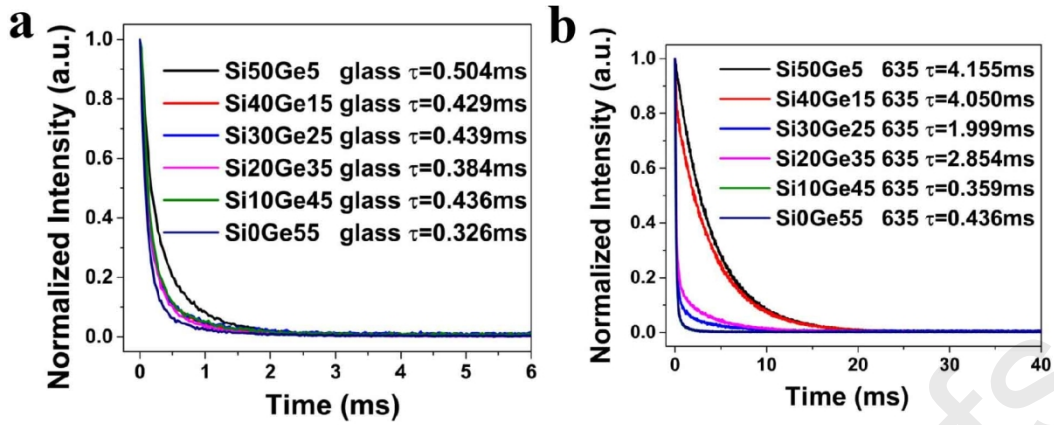 a
Normalized Intensity (a.u.)
1.0
0.8
0.6
0.4
0.2
0.0
Si50Ge5 glass τ=0.504ms
Si40Ge15 glass τ=0.429ms
Si30Ge25 glass τ=0.439ms
Si20Ge35 glass τ=0.384ms
Si10Ge45 glass τ=0.436ms
Si0Ge55 glass τ=0.326ms
0 1 2 3 4 5 6
Time (ms)
b
Normalized Intensity (a.u.)
1.0
0.8
0.6
0.4
0.2
0.0
Si50Ge5 635 τ=4.155ms
Si40Ge15 635 τ=4.050ms
Si30Ge25 635 τ=1.999ms
Si20Ge35 635 τ=2.854ms
Si10Ge45 635 τ=0.359ms
Si0Ge55 635 τ=0.436ms
0 10 20 30 40
Time (ms)